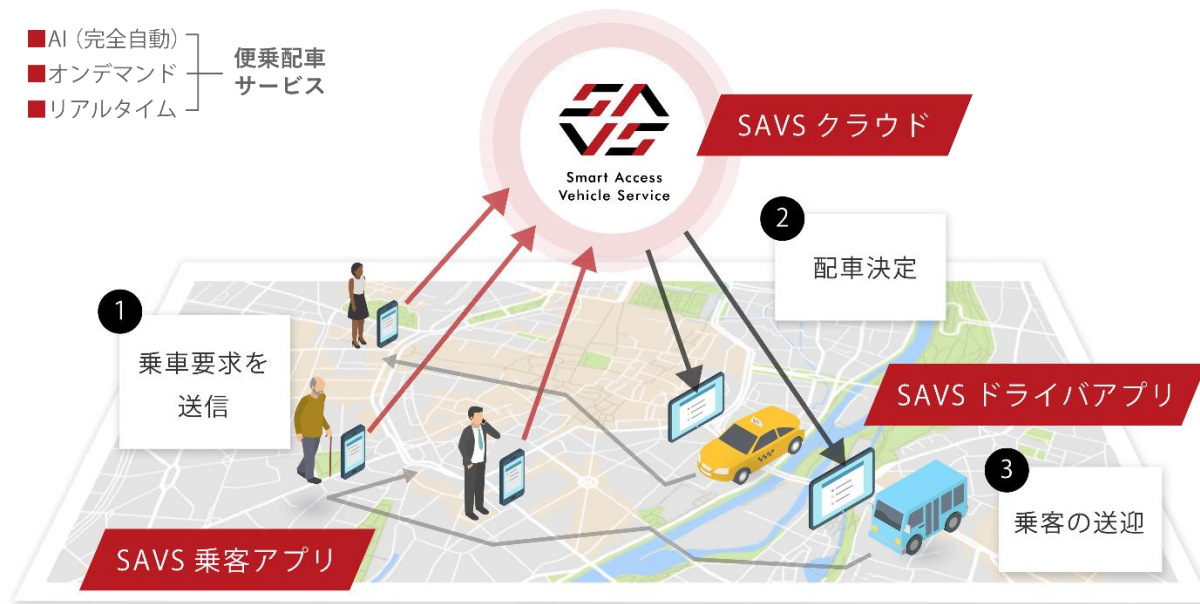 ■AI（完全自動）
■オンデマンド
■リアルタイム
便乗配車
サービス
SAVS
Smart Access
Vehicle Service
SAVS クラウド
2
配車決定
1
乗車要求を
送信
SAVS ドライバアプリ
3
乗客の送迎
SAVS 乗客アプリ